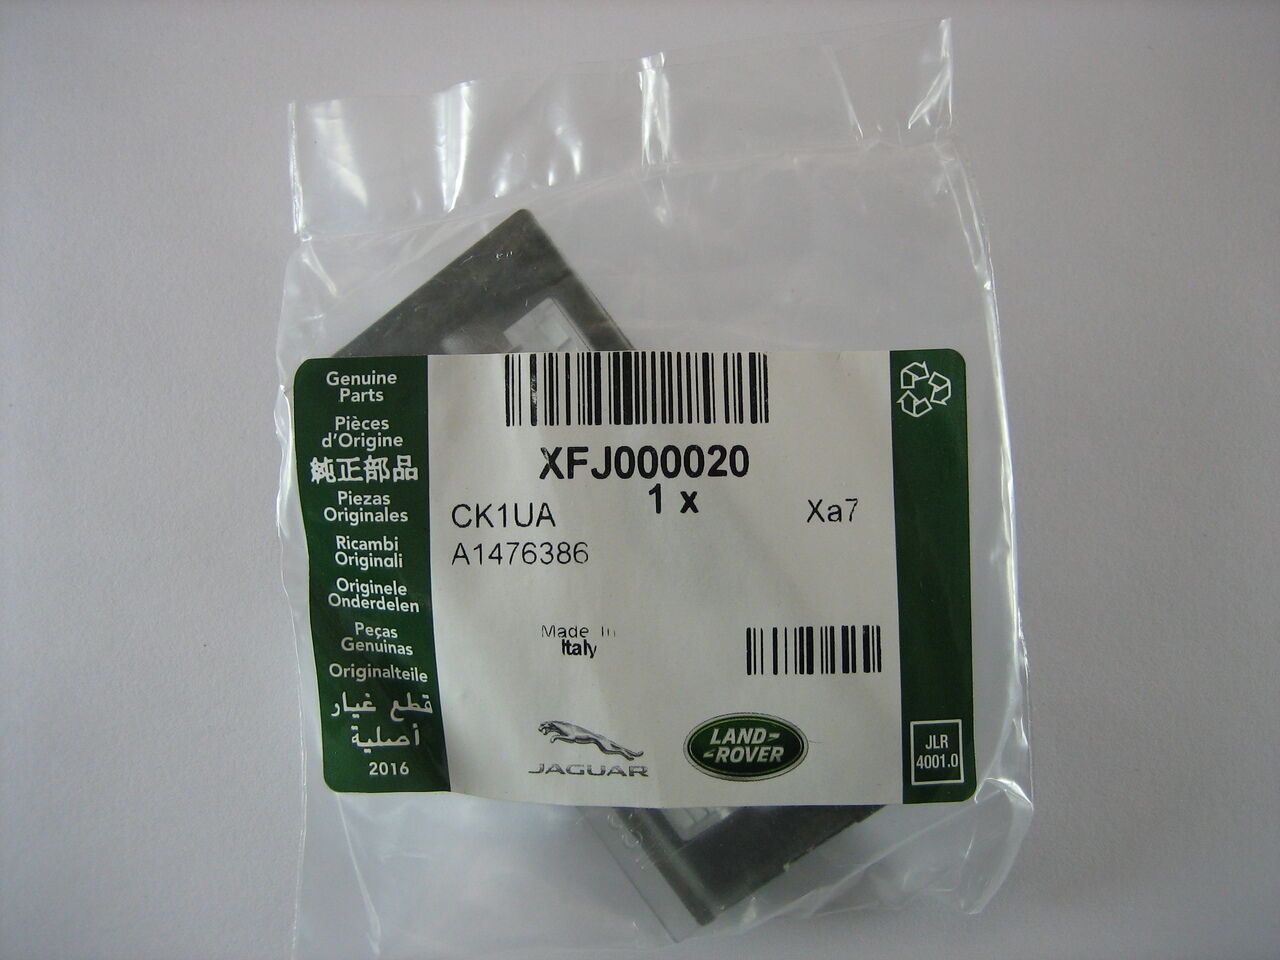 Genuine
Parts
Pièces
d'Origine
純正部品
Piezas
Originales
Ricambi
Originali
Originele
Onderdelen
Peças
Genuinas
Originalteile
قطع غيار
أصلية
2016
XFJ000020
1 x
CK1UA
Xa7
A1476386
Made In
Italy
JAGUAR
LAND-
-ROVER
JLR
4001.0